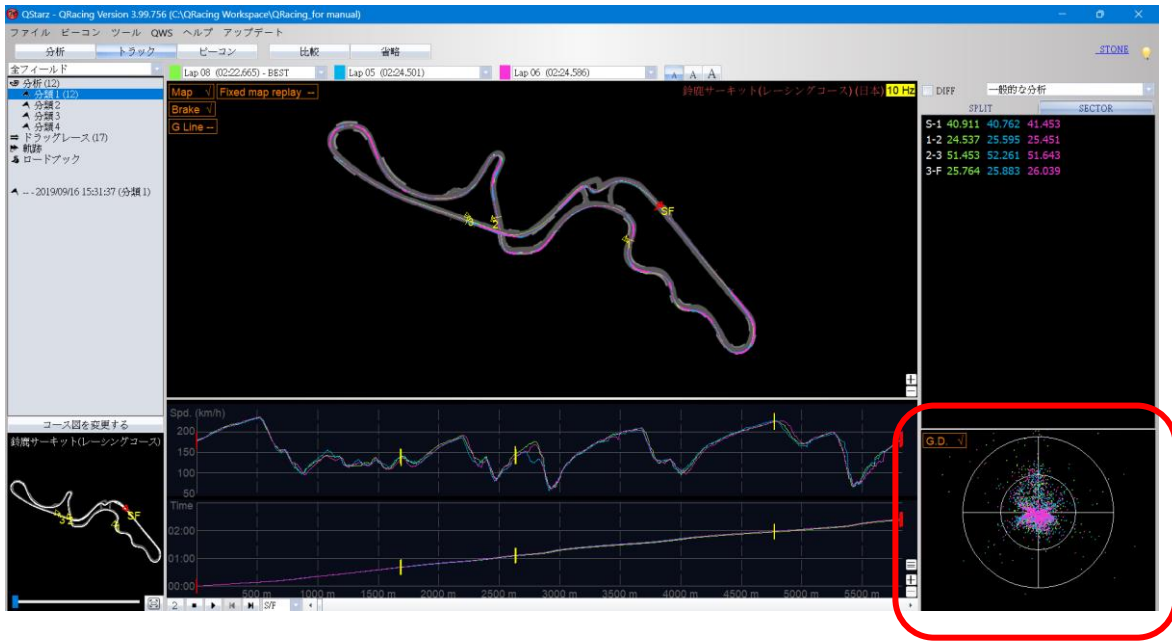 QStarz - QRacing Version 3.99.756 (C:\QRacing Workspace\QRacing_for manual)
ファイル ビーコン ツール QWS ヘルプ アップデート
分析 トラック ビーコン 比較 省略
_STONE
全フィールド
Lap 08 (02:22,665) - BEST
Lap 05 (02:24,501)
Lap 06 (02:24,586)
A A A
分析 (12)
分類 1 (12)
分類 2
分類 3
分類 4
ドラッグレース (17)
軌跡
ロードブック
-- - 2019/09/16 15:31:37 (分類 1)
Map √ Fixed map replay --
Brake √
G Line --
鈴鹿サーキット(レーシングコース) (日本) 10 Hz
SF
2
DIFF 一般的な分析
SPLIT SECTOR
S-1 40.911 40.762 41.453
1-2 24.537 25.595 25.451
2-3 51.453 52.261 51.643
3-F 25.764 25.883 26.039
コース図を変更する
鈴鹿サーキット(レーシングコース)
SF
Spd. (km/h)
200
150
100
50
Time
02:00
01:00
00:00
500 m 1000 m 1500 m 2000 m 2500 m 3000 m 3500 m 4000 m 4500 m 5000 m 5500 m
2 S/F
G.D. √